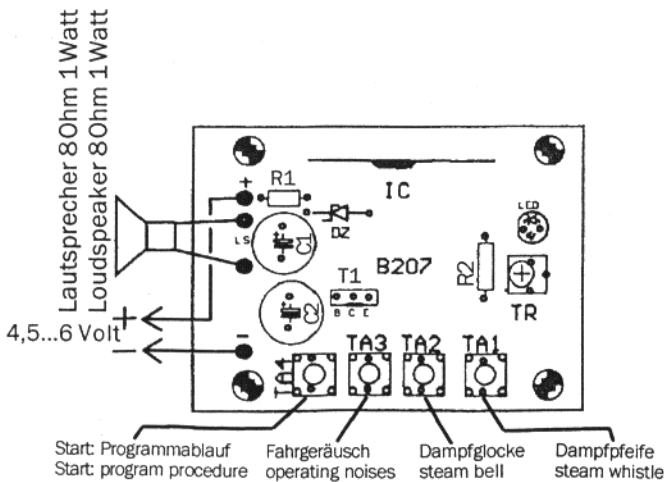 Lautsprecher 8Ohm 1Watt
Loudspeaker 8Ohm 1Watt
+
R1
IC
LED
LS
C1
DZ
B207
R2
T1
+
4,5...6 Volt
B C E
C2
TR
−
−
TA4
TA3
TA2
TA1
Start: Programmablauf
Start: program procedure
Fahrgeräusch
operating noises
Dampfglocke
steam bell
Dampfpfeife
steam whistle